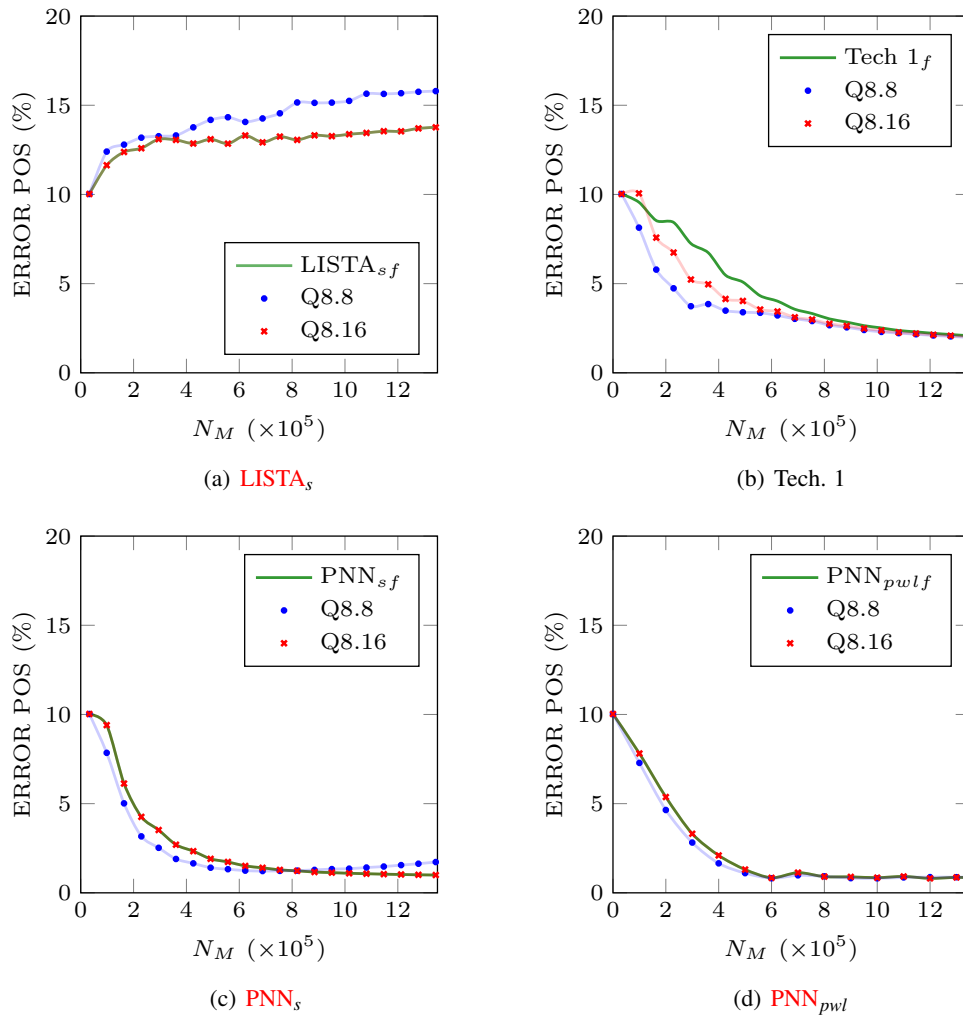 20
15
10
5
0
ERROR POS (%)
LISTA_sf
Q8.8
Q8.16
0 2 4 6 8 10 12
N_M (×10^5)
(a) LISTA_s
20
15
10
5
0
ERROR POS (%)
Tech 1_f
Q8.8
Q8.16
0 2 4 6 8 10 12
N_M (×10^5)
(b) Tech. 1
20
15
10
5
0
ERROR POS (%)
PNN_sf
Q8.8
Q8.16
0 2 4 6 8 10 12
N_M (×10^5)
(c) PNN_s
20
15
10
5
0
ERROR POS (%)
PNN_pwlf
Q8.8
Q8.16
0 2 4 6 8 10 12
N_M (×10^5)
(d) PNN_pwl